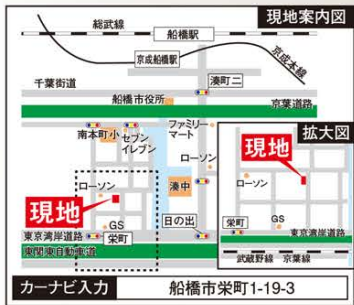 現地案内図
総武線
船橋駅
京成船橋駅
京成本線
湊町二
千葉街道
船橋市役所
京葉道路
南本町小
セブン
イレブン
ファミリー
マート
ローソン
湊中
ローソン
現地
日の出
GS
東京湾岸道路
栄町
東関東自動車道
拡大図
現地
ローソン
栄町
GS
東京湾岸道路
武蔵野線 京葉線
カーナビ入力
船橋市栄町1-19-3